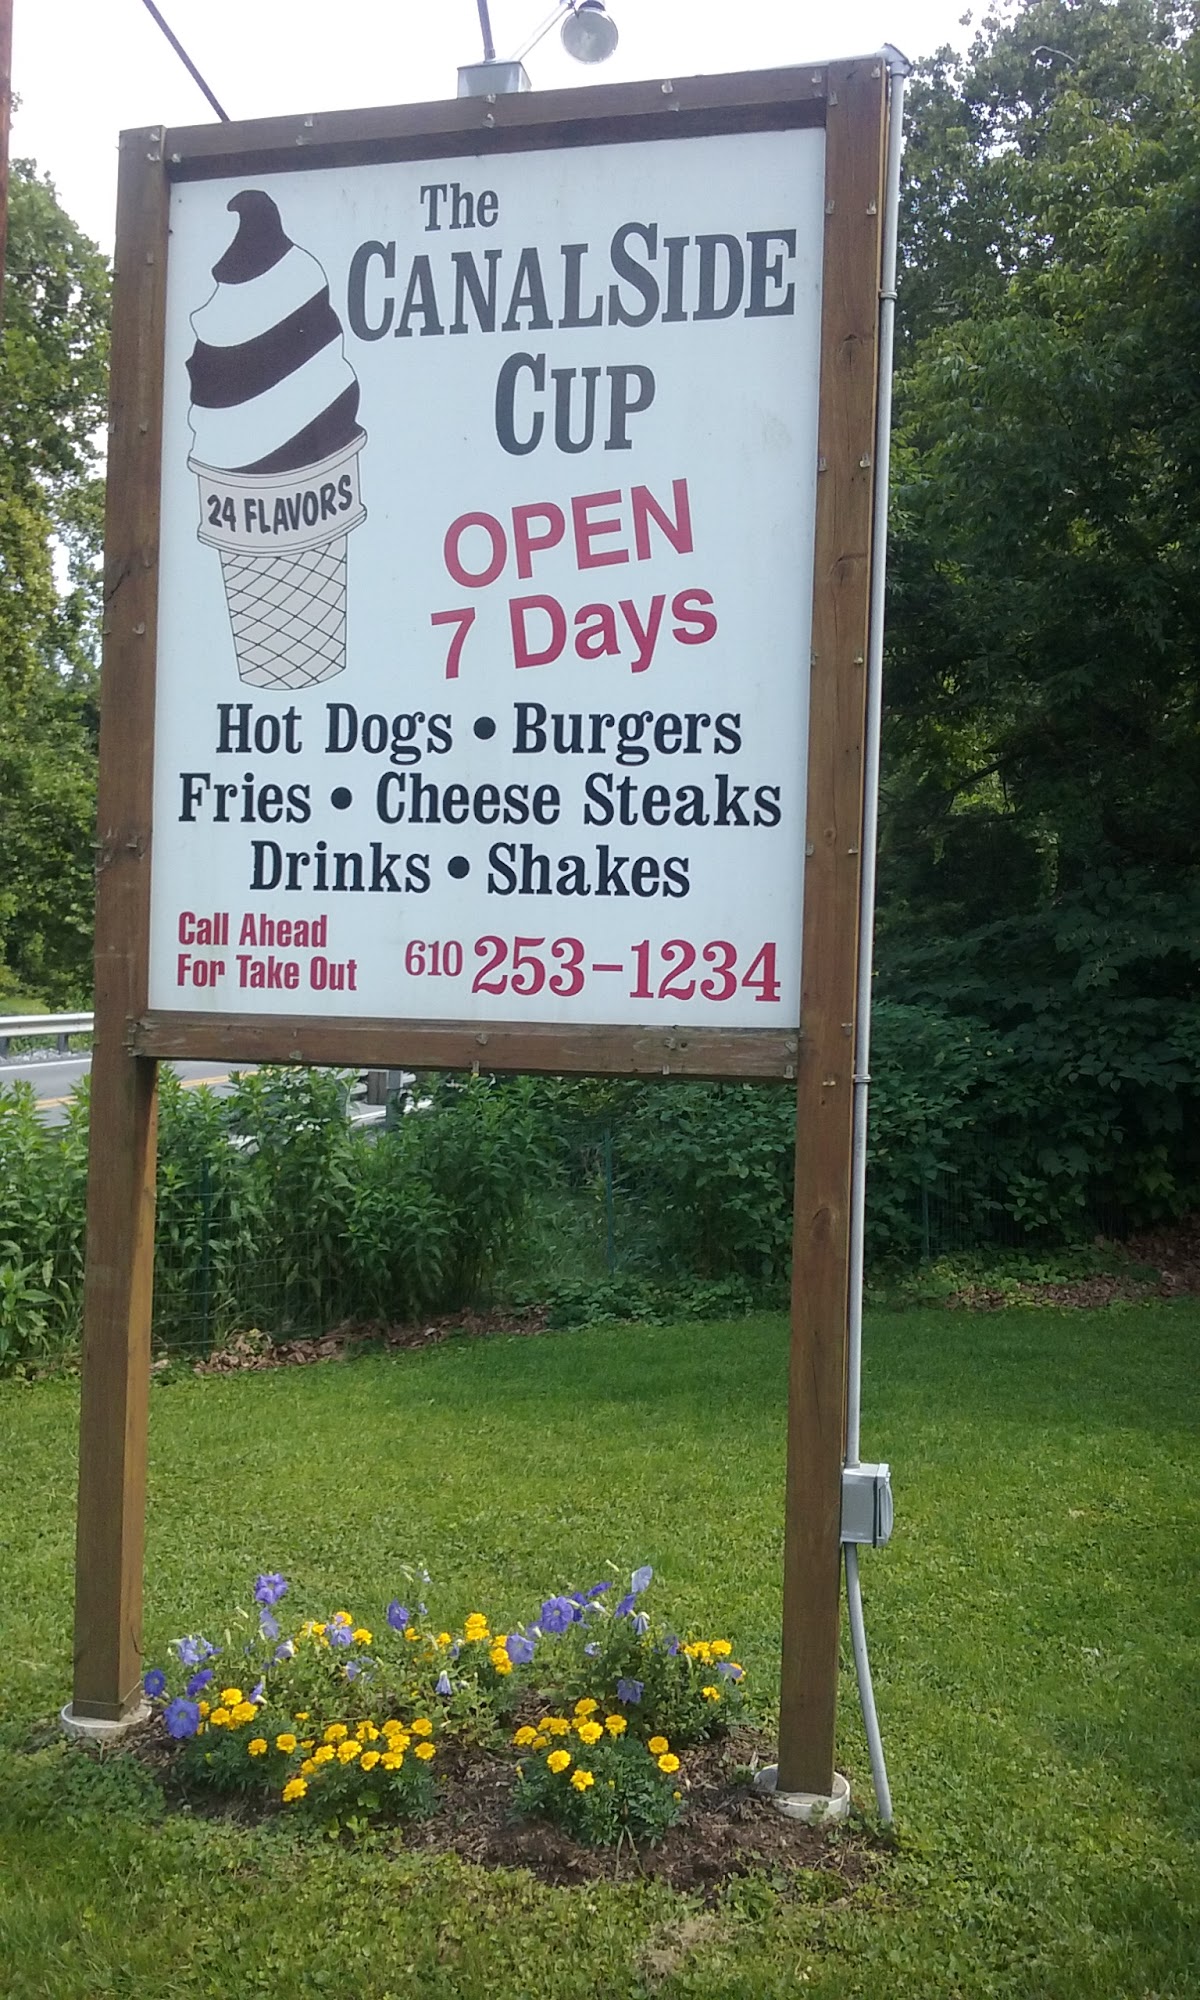 The
CANALSIDE
CUP
24 FLAVORS
OPEN
7 Days
Hot Dogs • Burgers
Fries • Cheese Steaks
Drinks • Shakes
Call Ahead
For Take Out
610 253-1234